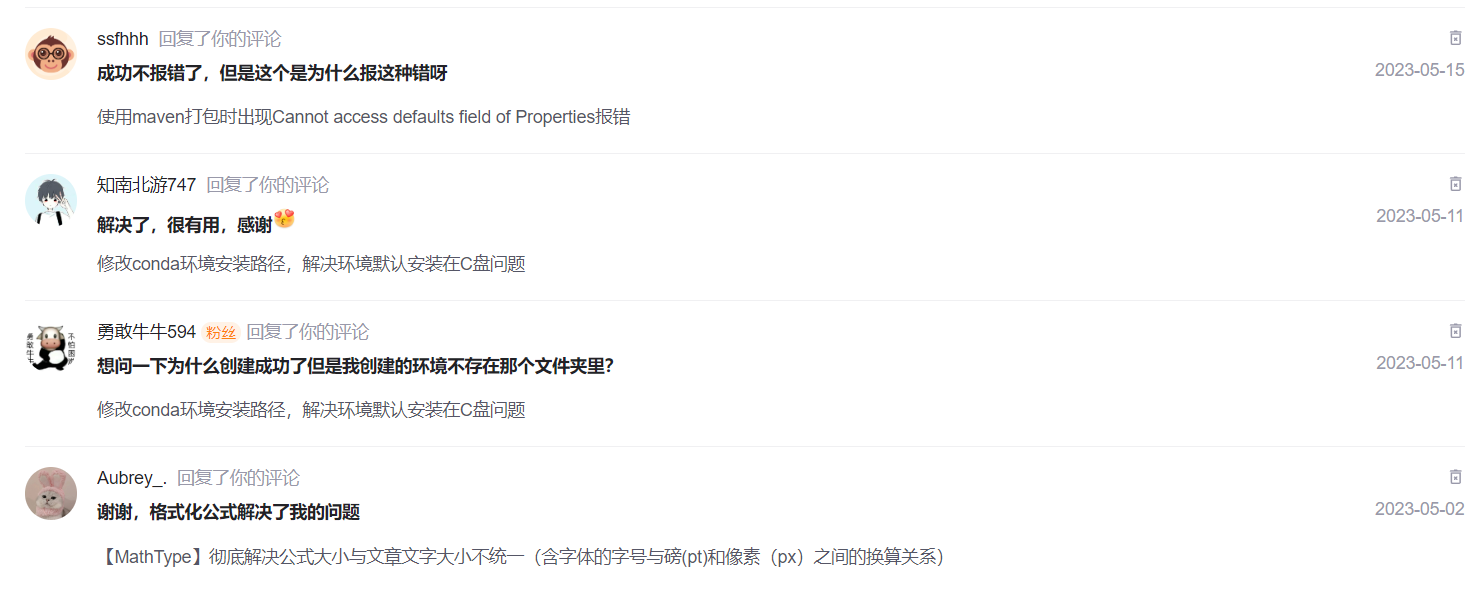 ssfhhh 回复了你的评论
成功不报错了，但是这个是为什么报这种错呀
2023-05-15
使用maven打包时出现Cannot access defaults field of Properties报错
知南北游747 回复了你的评论
解决了，很有用，感谢😍
2023-05-11
修改conda环境安装路径，解决环境默认安装在C盘问题
勇敢牛牛 不怕困难
勇敢牛牛594 粉丝 回复了你的评论
想问一下为什么创建成功了但是我创建的环境不存在那个文件夹里？
2023-05-11
修改conda环境安装路径，解决环境默认安装在C盘问题
Aubrey_. 回复了你的评论
谢谢，格式化公式解决了我的问题
2023-05-02
【MathType】彻底解决公式大小与文章文字大小不统一（含字体的字号与磅(pt)和像素（px）之间的换算关系）